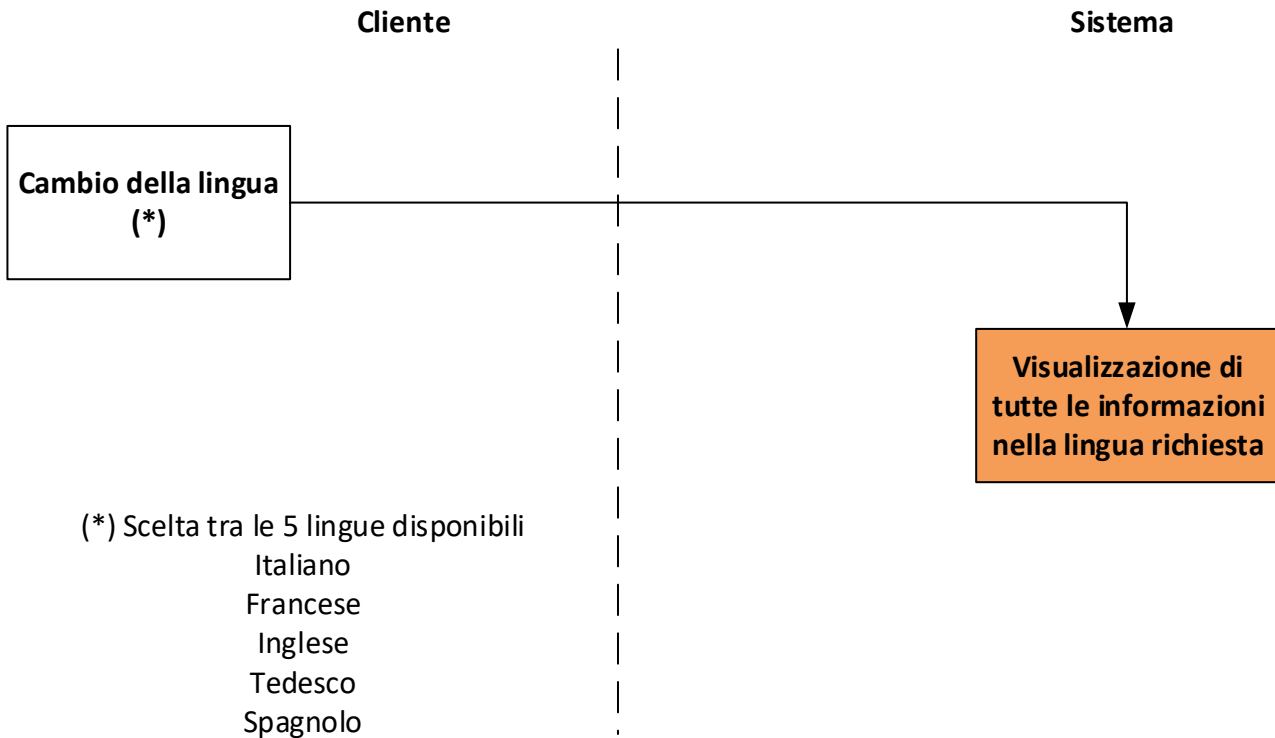 Cliente
Sistema
Cambio della lingua
(*)
Visualizzazione di
tutte le informazioni
nella lingua richiesta
(*) Scelta tra le 5 lingue disponibili
Italiano
Francese
Inglese
Tedesco
Spagnolo